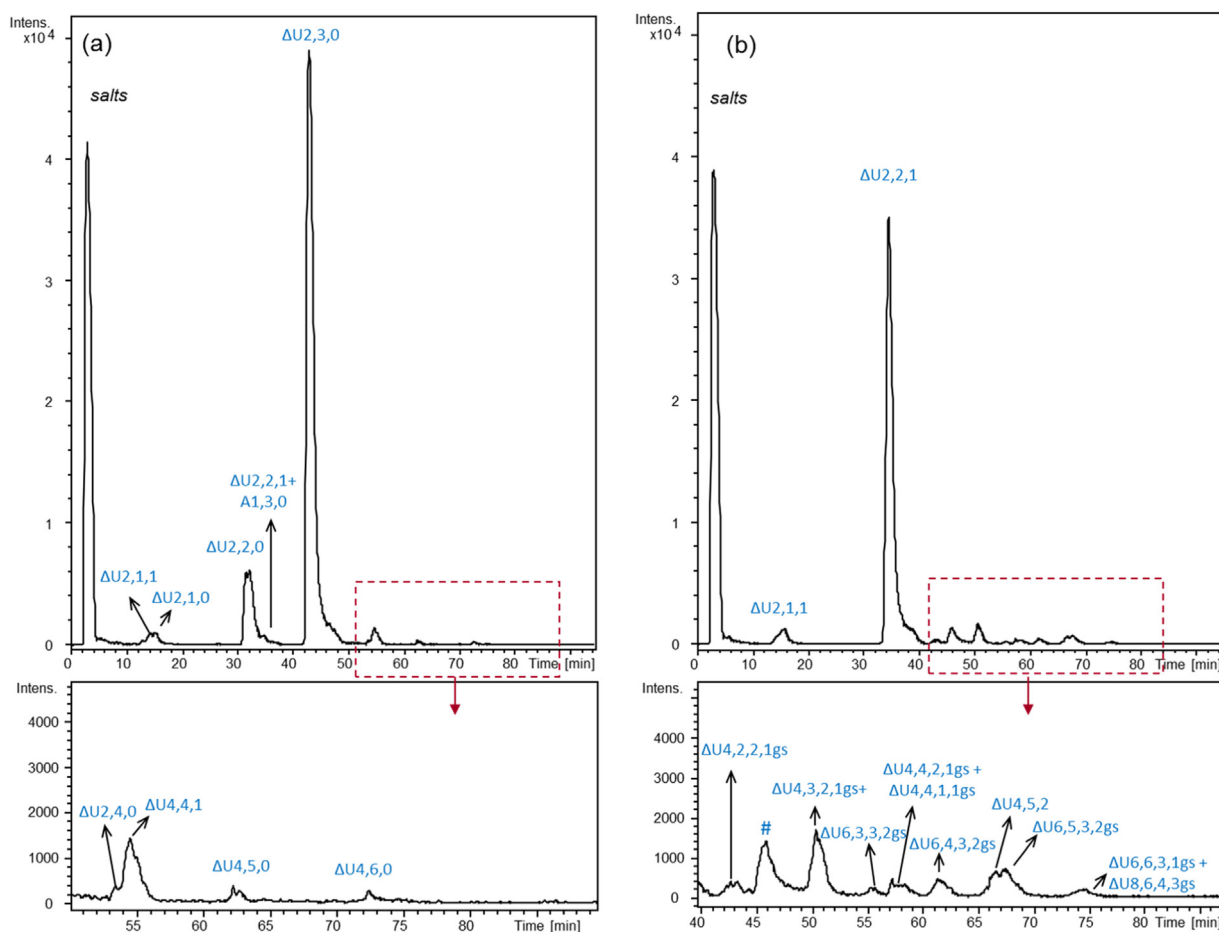 Intens.
x10⁴
(a)
ΔU2,3,0
salts
4
3
2
1
0
ΔU2,2,1+
A1,3,0
ΔU2,2,0
ΔU2,1,1
ΔU2,1,0
0 10 20 30 40 50 60 70 80 Time [min]
Intens.
4000
3000
2000
1000
0
ΔU2,4,0
ΔU4,4,1
ΔU4,5,0
ΔU4,6,0
55 60 65 70 75 80 85 Time [min]
Intens.
x10⁴
(b)
salts
ΔU2,2,1
4
3
2
1
0
ΔU2,1,1
0 10 20 30 40 50 60 70 80 Time [min]
Intens.
5000
4000
3000
2000
1000
0
ΔU4,2,2,1gs
#
ΔU4,3,2,1gs+
ΔU6,3,3,2gs
ΔU4,4,2,1gs +
ΔU4,4,1,1gs
ΔU6,4,3,2gs
ΔU4,5,2
ΔU6,5,3,2gs
ΔU6,6,3,1gs +
ΔU8,6,4,3gs
40 45 50 55 60 65 70 75 Time [min]